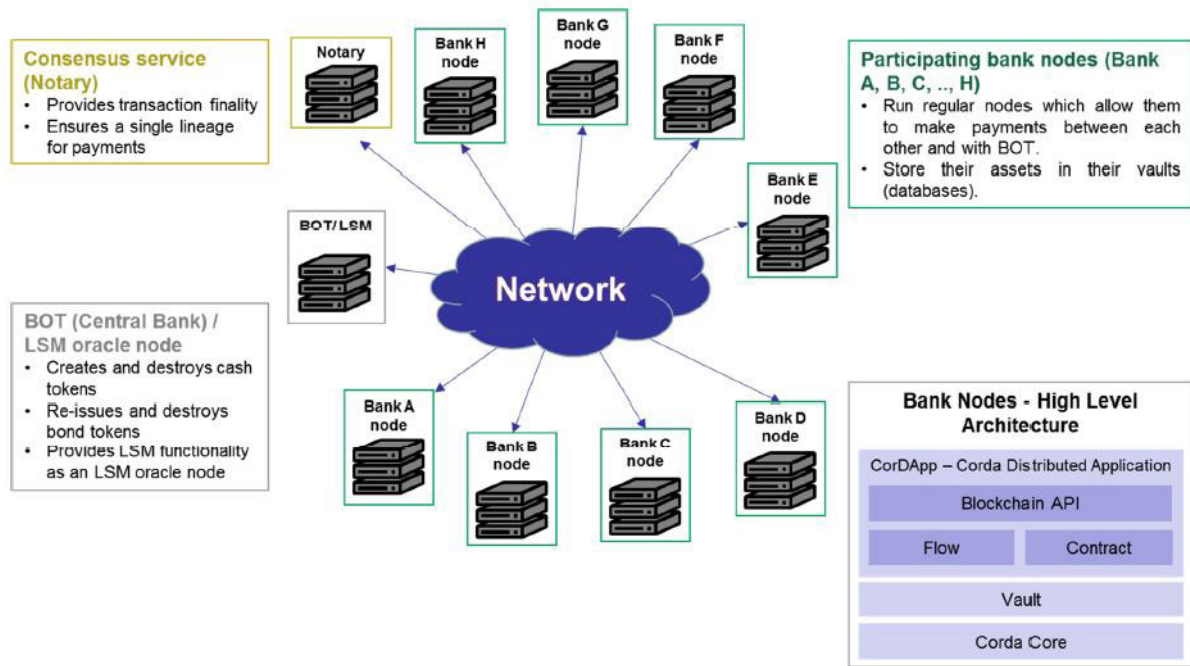 Consensus service
(Notary)
• Provides transaction finality
• Ensures a single lineage
for payments
Notary
Bank H
node
Bank G
node
Bank F
node
Participating bank nodes (Bank
A, B, C, .., H)
• Run regular nodes which allow them
to make payments between each
other and with BOT.
• Store their assets in their vaults
(databases).
Bank E
node
BOT/LSM
Network
BOT (Central Bank) /
LSM oracle node
• Creates and destroys cash
tokens
• Re-issues and destroys
bond tokens
• Provides LSM functionality
as an LSM oracle node
Bank A
node
Bank B
node
Bank C
node
Bank D
node
Bank Nodes - High Level
Architecture
CorDApp – Corda Distributed Application
Blockchain API
Flow
Contract
Vault
Corda Core